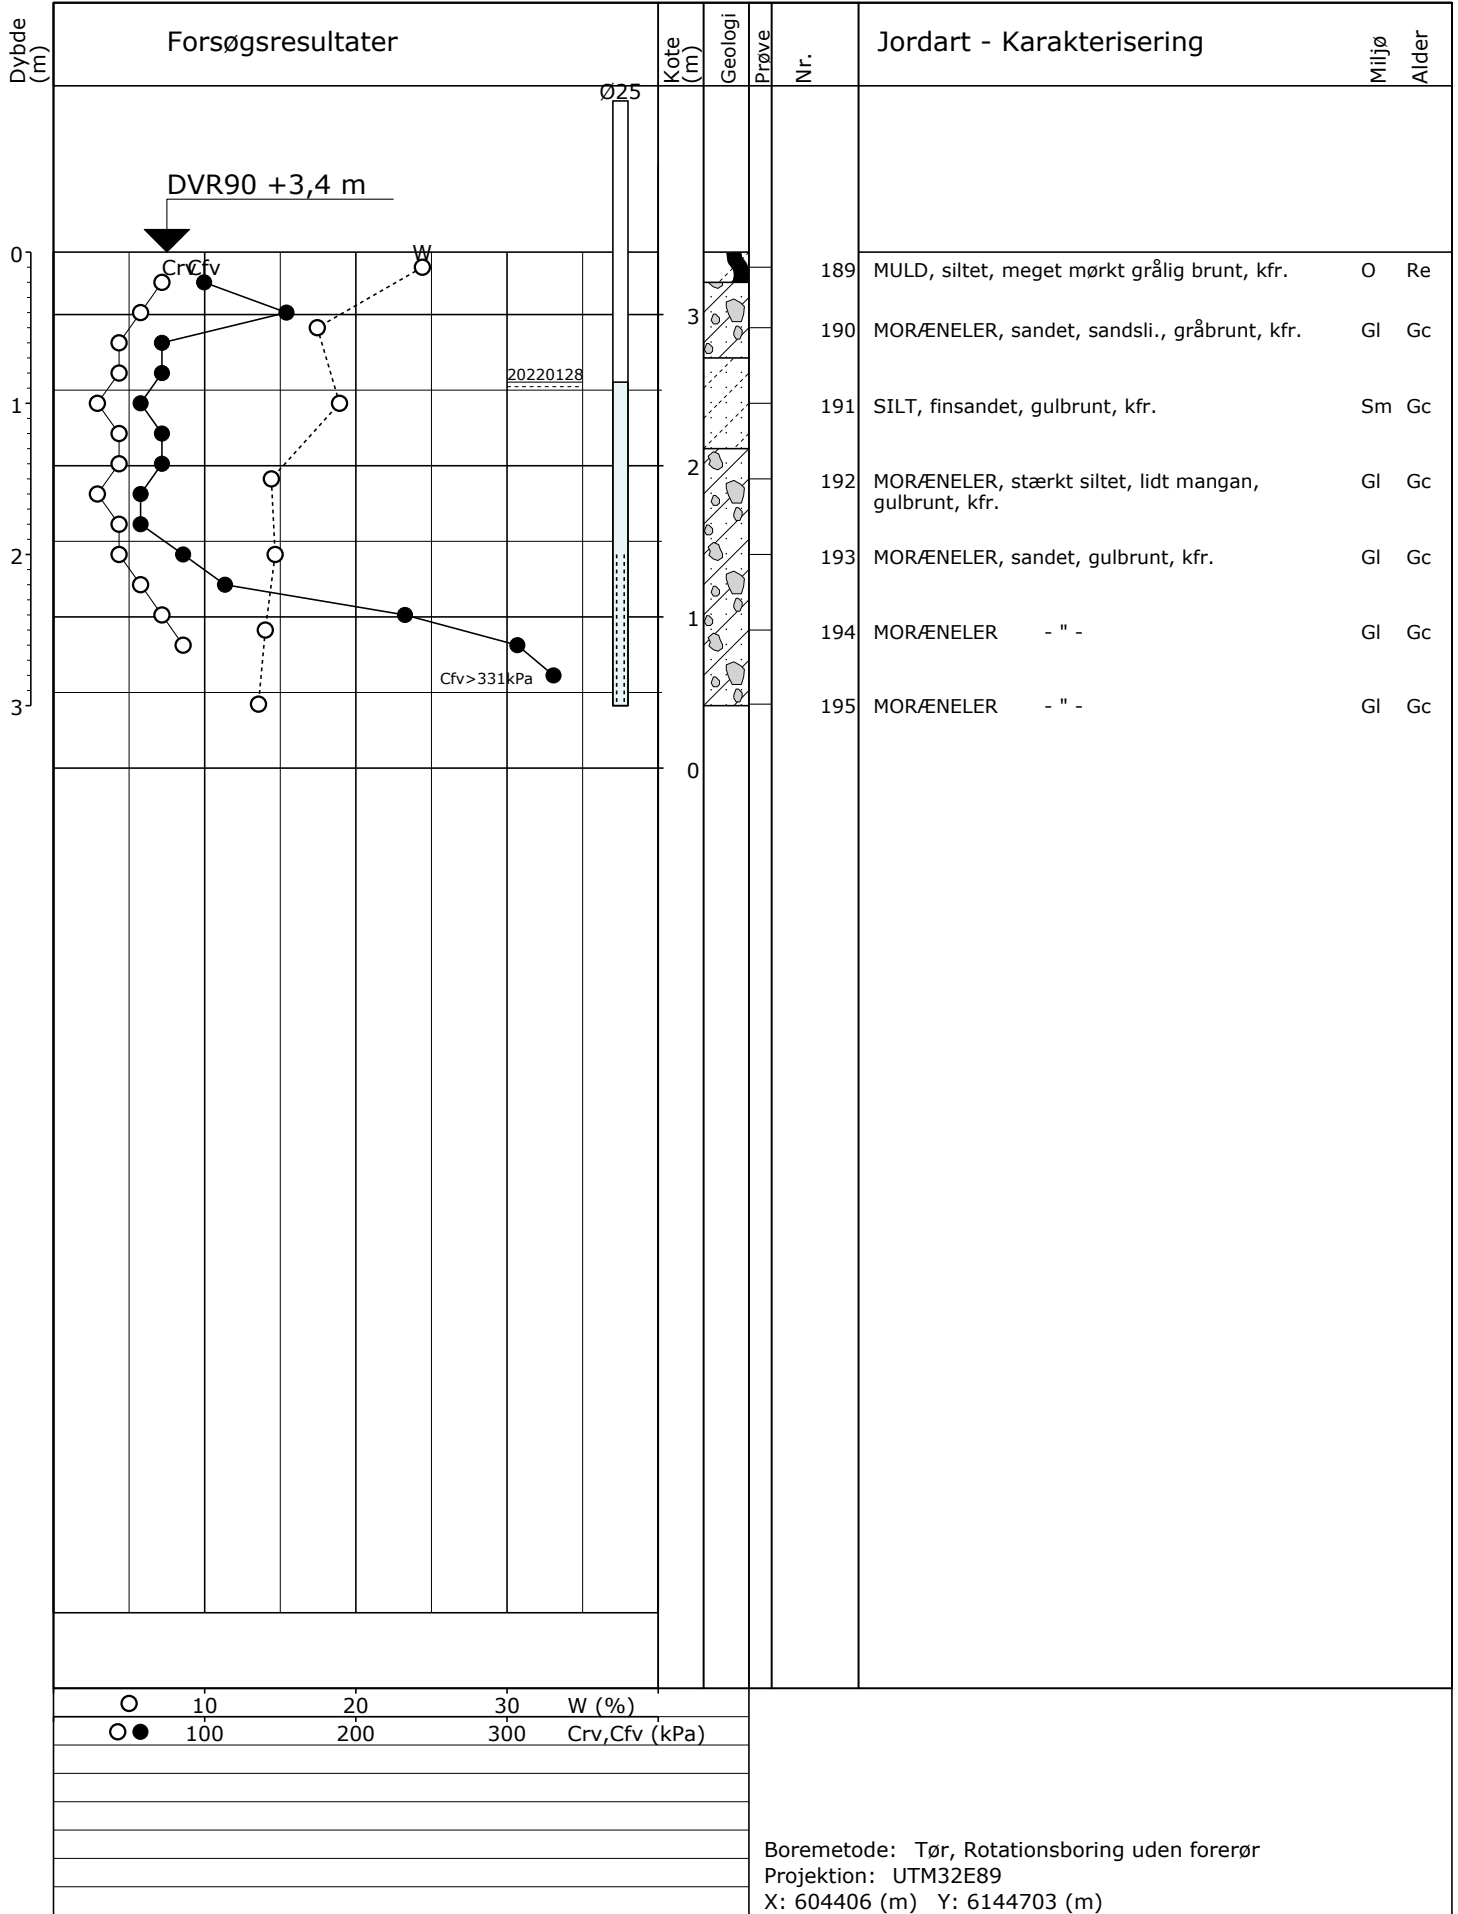 Dybde (m)
Forsøgsresultater
Kote (m)
Geologi
Prøve
Nr.
Jordart - Karakterisering
Miljø
Alder
Ø25
DVR90 +3,4 m
0
Crv Cfv
W
189 MULD, siltet, meget mørkt grålig brunt, kfr. O Re
3
190 MORÆNELER, sandet, sandsli., gråbrunt, kfr. Gl Gc
20220128
1
191 SILT, finsandet, gulbrunt, kfr. Sm Gc
2
192 MORÆNELER, stærkt siltet, lidt mangan, Gl Gc
gulbrunt, kfr.
2
193 MORÆNELER, sandet, gulbrunt, kfr. Gl Gc
1
194 MORÆNELER - " - Gl Gc
Cfv>331kPa
3
195 MORÆNELER - " - Gl Gc
0
10 20 30 W (%)
100 200 300 Crv,Cfv (kPa)
Boremetode: Tør, Rotationsboring uden forerør
Projektion: UTM32E89
X: 604406 (m) Y: 6144703 (m)